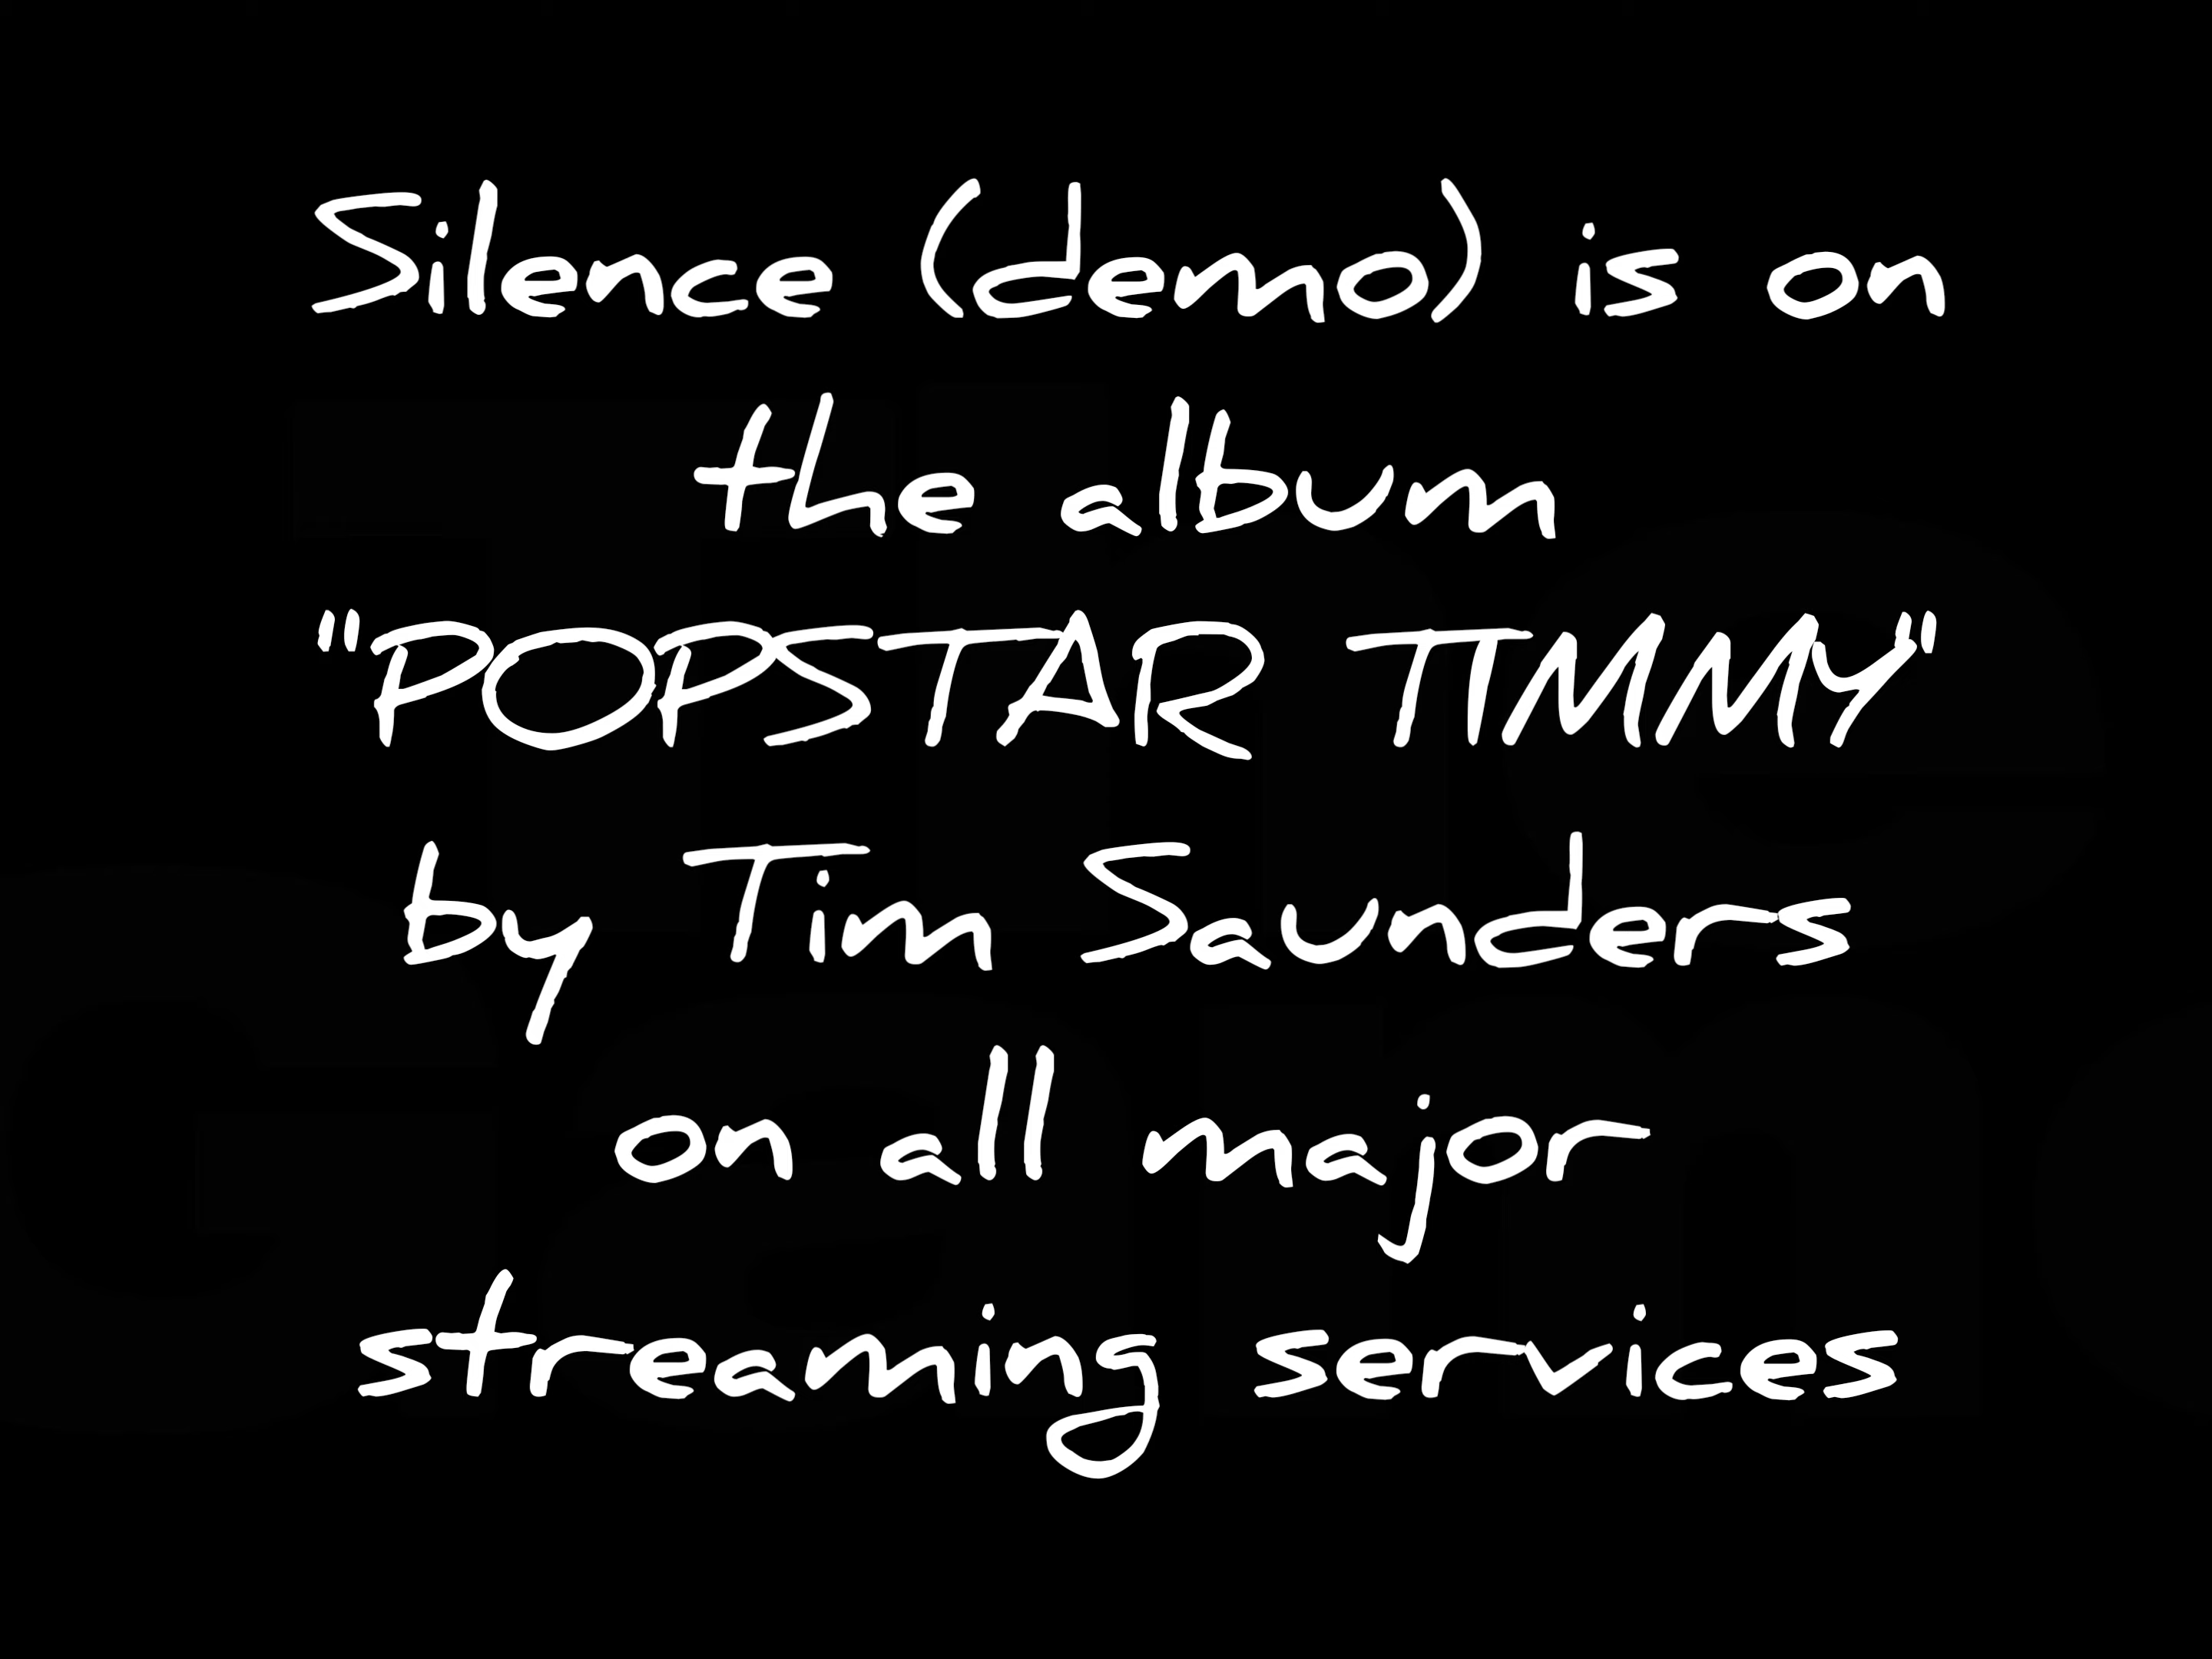 Silence (demo) is on
the album
"POPSTAR TIMMY"
by Tim Saunders
on all major
streaming services